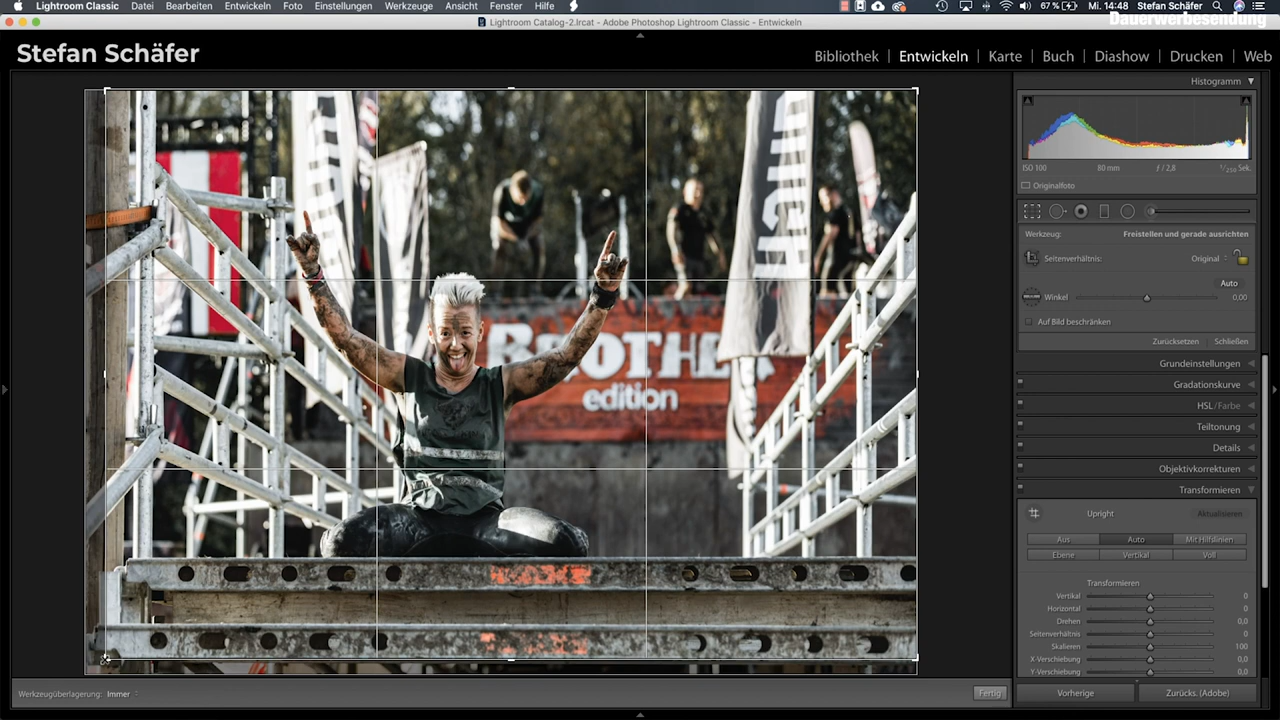 Lightroom Classic Datei Bearbeiten Entwickeln Foto Einstellungen Werkzeuge Ansicht Fenster Hilfe 67 % Mi. 14:48 Stefan Schäfer
Dauerwerbesendung
Lightroom Catalog-2.lrcat - Adobe Photoshop Lightroom Classic - Entwickeln
Stefan Schäfer
Bibliothek | Entwickeln | Karte | Buch | Diashow | Drucken | Web
Histogramm
ISO 100 80 mm ƒ / 2,8 1/250 Sek.
Originalfoto
Werkzeug: Freistellen und gerade ausrichten
Seitenverhältnis: Original
Auto
Winkel 0,00
Auf Bild beschränken
Zurücksetzen Schließen
Grundeinstellungen
Gradationskurve
HSL / Farbe
Teiltonung
Details
Objektivkorrekturen
Transformieren
Upright Aktualisieren
Aus Auto Mit Hilfslinien
Ebene Vertikal Voll
Transformieren
Vertikal 0
Horizontal 0
Drehen 0,0
Seitenverhältnis 0
Skalieren 100
X-Verschiebung 0,0
Y-Verschiebung 0,0
edition
Werkzeugüberlagerung: Immer
Fertig
Vorherige Zurücks. (Adobe)